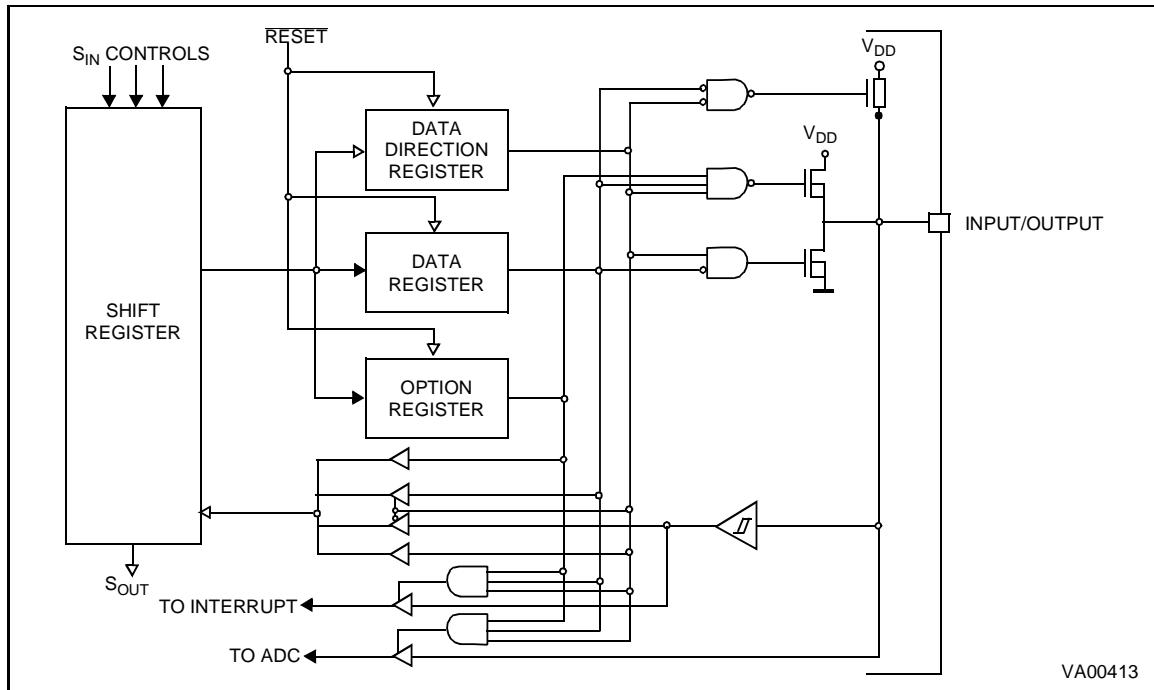 RESET
S_IN CONTROLS
V_DD
DATA
DIRECTION
REGISTER
V_DD
INPUT/OUTPUT
DATA
REGISTER
SHIFT
REGISTER
OPTION
REGISTER
S_OUT
TO INTERRUPT
TO ADC
VA00413